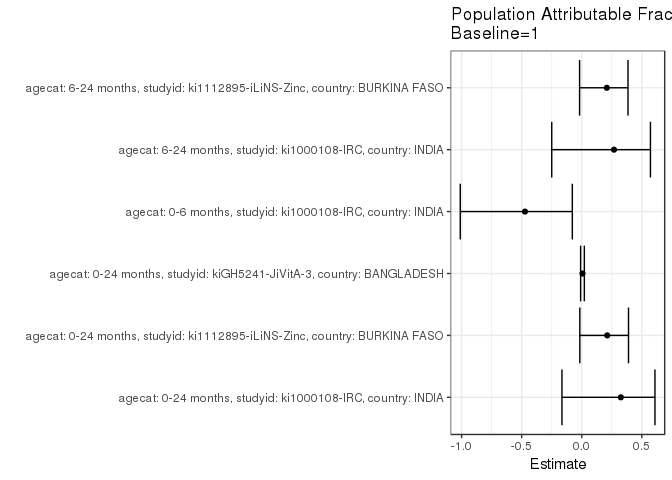 Population Attributable Frac
Baseline=1
agecat: 6-24 months, studyid: ki1112895-iLiNS-Zinc, country: BURKINA FASO
agecat: 6-24 months, studyid: ki1000108-IRC, country: INDIA
agecat: 0-6 months, studyid: ki1000108-IRC, country: INDIA
agecat: 0-24 months, studyid: kiGH5241-JiVitA-3, country: BANGLADESH
agecat: 0-24 months, studyid: ki1112895-iLiNS-Zinc, country: BURKINA FASO
agecat: 0-24 months, studyid: ki1000108-IRC, country: INDIA
-1.0 -0.5 0.0 0.5
Estimate